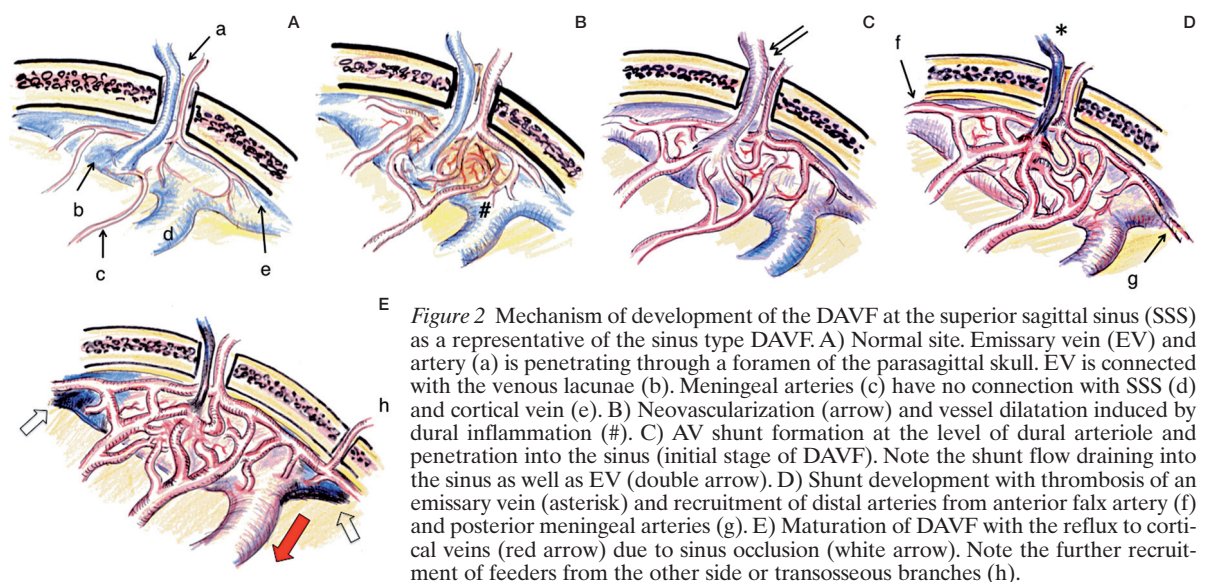 A
a
b
c
d
e
B
#
C
D
f
*
g
E
h
Figure 2 Mechanism of development of the DAVF at the superior sagittal sinus (SSS)
as a representative of the sinus type DAVF. A) Normal site. Emissary vein (EV) and
artery (a) is penetrating through a foramen of the parasagittal skull. EV is connected
with the venous lacunae (b). Meningeal arteries (c) have no connection with SSS (d)
and cortical vein (e). B) Neovascularization (arrow) and vessel dilatation induced by
dural inflammation (#). C) AV shunt formation at the level of dural arteriole and
penetration into the sinus (initial stage of DAVF). Note the shunt flow draining into
the sinus as well as EV (double arrow). D) Shunt development with thrombosis of an
emissary vein (asterisk) and recruitment of distal arteries from anterior falx artery (f)
and posterior meningeal arteries (g). E) Maturation of DAVF with the reflux to corti-
cal veins (red arrow) due to sinus occlusion (white arrow). Note the further recruit-
ment of feeders from the other side or transosseous branches (h).